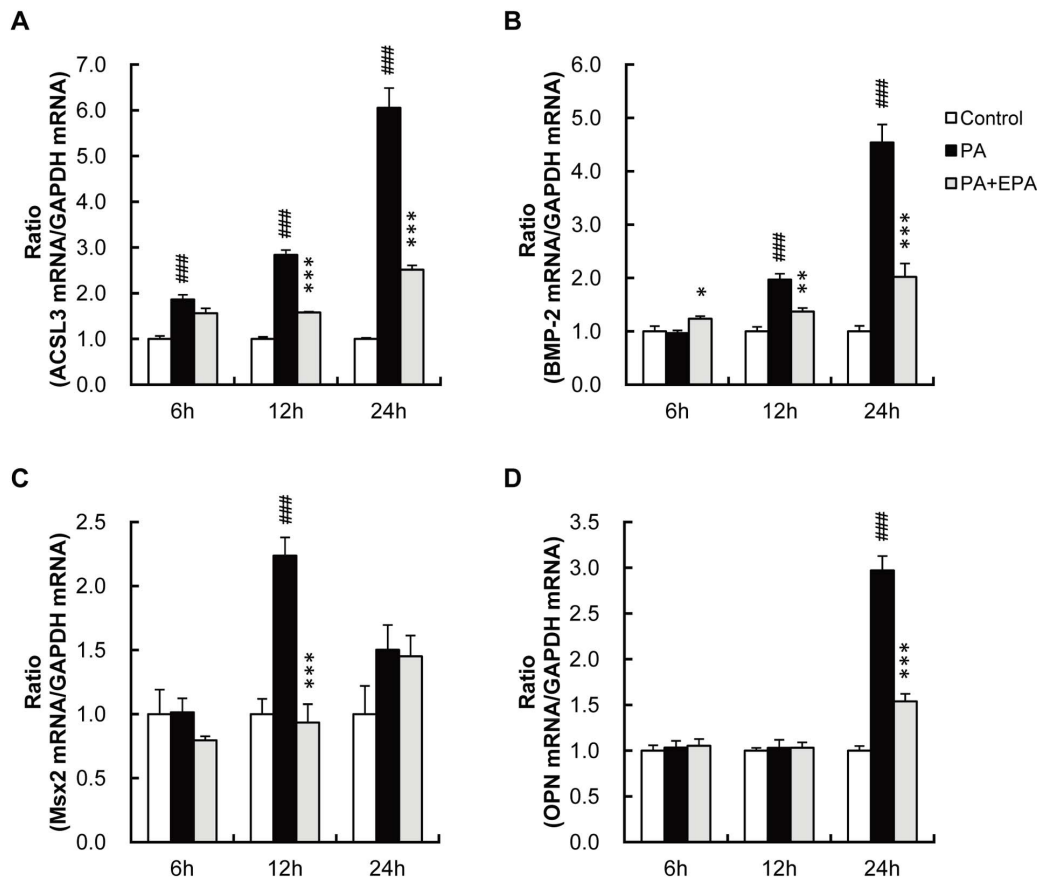 A
Ratio
(ACSL3 mRNA/GAPDH mRNA)
7.0
6.0
5.0
4.0
3.0
2.0
1.0
0.0
###
###
***
###
***
6h
12h
24h
B
Ratio
(BMP-2 mRNA/GAPDH mRNA)
6.0
5.0
4.0
3.0
2.0
1.0
0.0
*
###
**
###
***
6h
12h
24h
Control
PA
PA+EPA
C
Ratio
(Msx2 mRNA/GAPDH mRNA)
2.5
2.0
1.5
1.0
0.5
0.0
###
***
6h
12h
24h
D
Ratio
(OPN mRNA/GAPDH mRNA)
3.5
3.0
2.5
2.0
1.5
1.0
0.5
0.0
###
***
6h
12h
24h